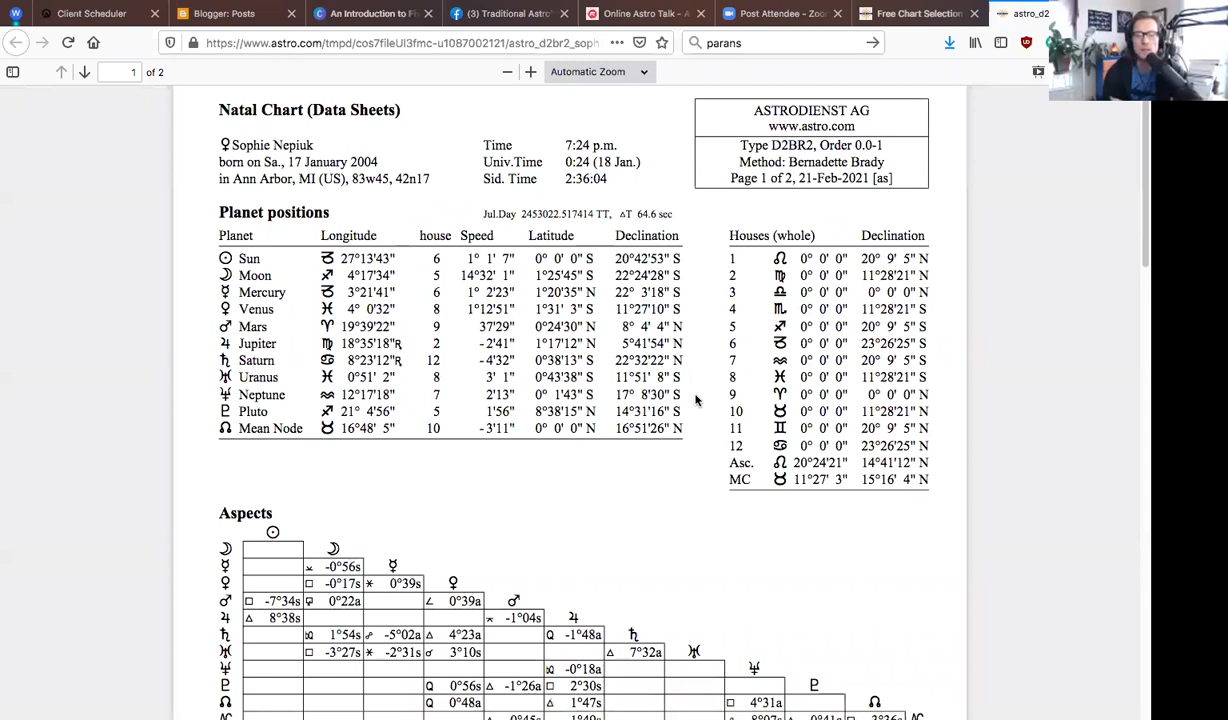 Client Scheduler
Blogger: Posts
An Introduction to Fi
(3) Traditional Astro
Online Astro Talk - A
Post Attendee - Zoo
Free Chart Selection
astro_d2
https://www.astro.com/tmpd/cos7fileUl3fmc-u1087002121/astro_d2br2_soph
parans
1 of 2
Automatic Zoom
Natal Chart (Data Sheets)
ASTRODIENST AG
www.astro.com
♀ Sophie Nepiuk Time 7:24 p.m.
Type D2BR2, Order 0.0-1
born on Sa., 17 January 2004 Univ.Time 0:24 (18 Jan.)
Method: Bernadette Brady
in Ann Arbor, MI (US), 83w45, 42n17 Sid. Time 2:36:04
Page 1 of 2, 21-Feb-2021 [as]
Planet positions Jul.Day 2453022.517414 TT, ΔT 64.6 sec
Planet Longitude house Speed Latitude Declination Houses (whole) Declination
☉ Sun ♑ 27°13'43" 6 1° 1' 7" 0° 0' 0" S 20°42'53" S 1 ♌ 0° 0' 0" 20° 9' 5" N
☽ Moon ♐ 4°17'34" 5 14°32' 1" 1°25'45" S 22°24'28" S 2 ♍ 0° 0' 0" 11°28'21" N
☿ Mercury ♑ 3°21'41" 6 1° 2'23" 1°20'35" N 22° 3'18" S 3 ♎ 0° 0' 0" 0° 0' 0" N
♀ Venus ♓ 4° 0'32" 8 1°12'51" 1°31' 3" S 11°27'10" S 4 ♏ 0° 0' 0" 11°28'21" S
♂ Mars ♈ 19°39'22" 9 37'29" 0°24'30" N 8° 4' 4" N 5 ♐ 0° 0' 0" 20° 9' 5" S
♃ Jupiter ♍ 18°35'18"R 2 -2'41" 1°17'12" N 5°41'54" N 6 ♑ 0° 0' 0" 23°26'25" S
♄ Saturn ♋ 8°23'12"R 12 -4'32" 0°38'13" S 22°32'22" N 7 ♒ 0° 0' 0" 20° 9' 5" S
♅ Uranus ♓ 0°51' 2" 8 3' 1" 0°43'38" S 11°51' 8" S 8 ♓ 0° 0' 0" 11°28'21" S
♆ Neptune ♒ 12°17'18" 7 2'13" 0° 1'43" S 17° 8'30" S 9 ♈ 0° 0' 0" 0° 0' 0" N
♇ Pluto ♐ 21° 4'56" 5 1'56" 8°38'15" N 14°31'16" S 10 ♉ 0° 0' 0" 11°28'21" N
☊ Mean Node ♉ 16°48' 5" 10 -3'11" 0° 0' 0" N 16°51'26" N 11 ♊ 0° 0' 0" 20° 9' 5" N
12 ♋ 0° 0' 0" 23°26'25" N
Asc. ♌ 20°24'21" 14°41'12" N
MC ♉ 11°27' 3" 15°16' 4" N
Aspects
☉
☽ ☽
☿ ⚺ -0°56s ☿
♀ □ -0°17s ⚹ 0°39s ♀
♂ □ -7°34s ⚼ 0°22a ∠ 0°39a ♂
♃ △ 8°38s ⚻ -1°04s ♃
♄ 1°54s ☍ -5°02a △ 4°23a Q -1°48a ♄
♅ □ -3°27s ⚹ -2°31s ☌ 3°10s △ 7°32a ♅
♆ -0°18a ♆
♇ Q 0°56s △ -1°26a □ 2°30s ♇
☊ Q 0°48a △ 1°47s □ 4°31a ☊